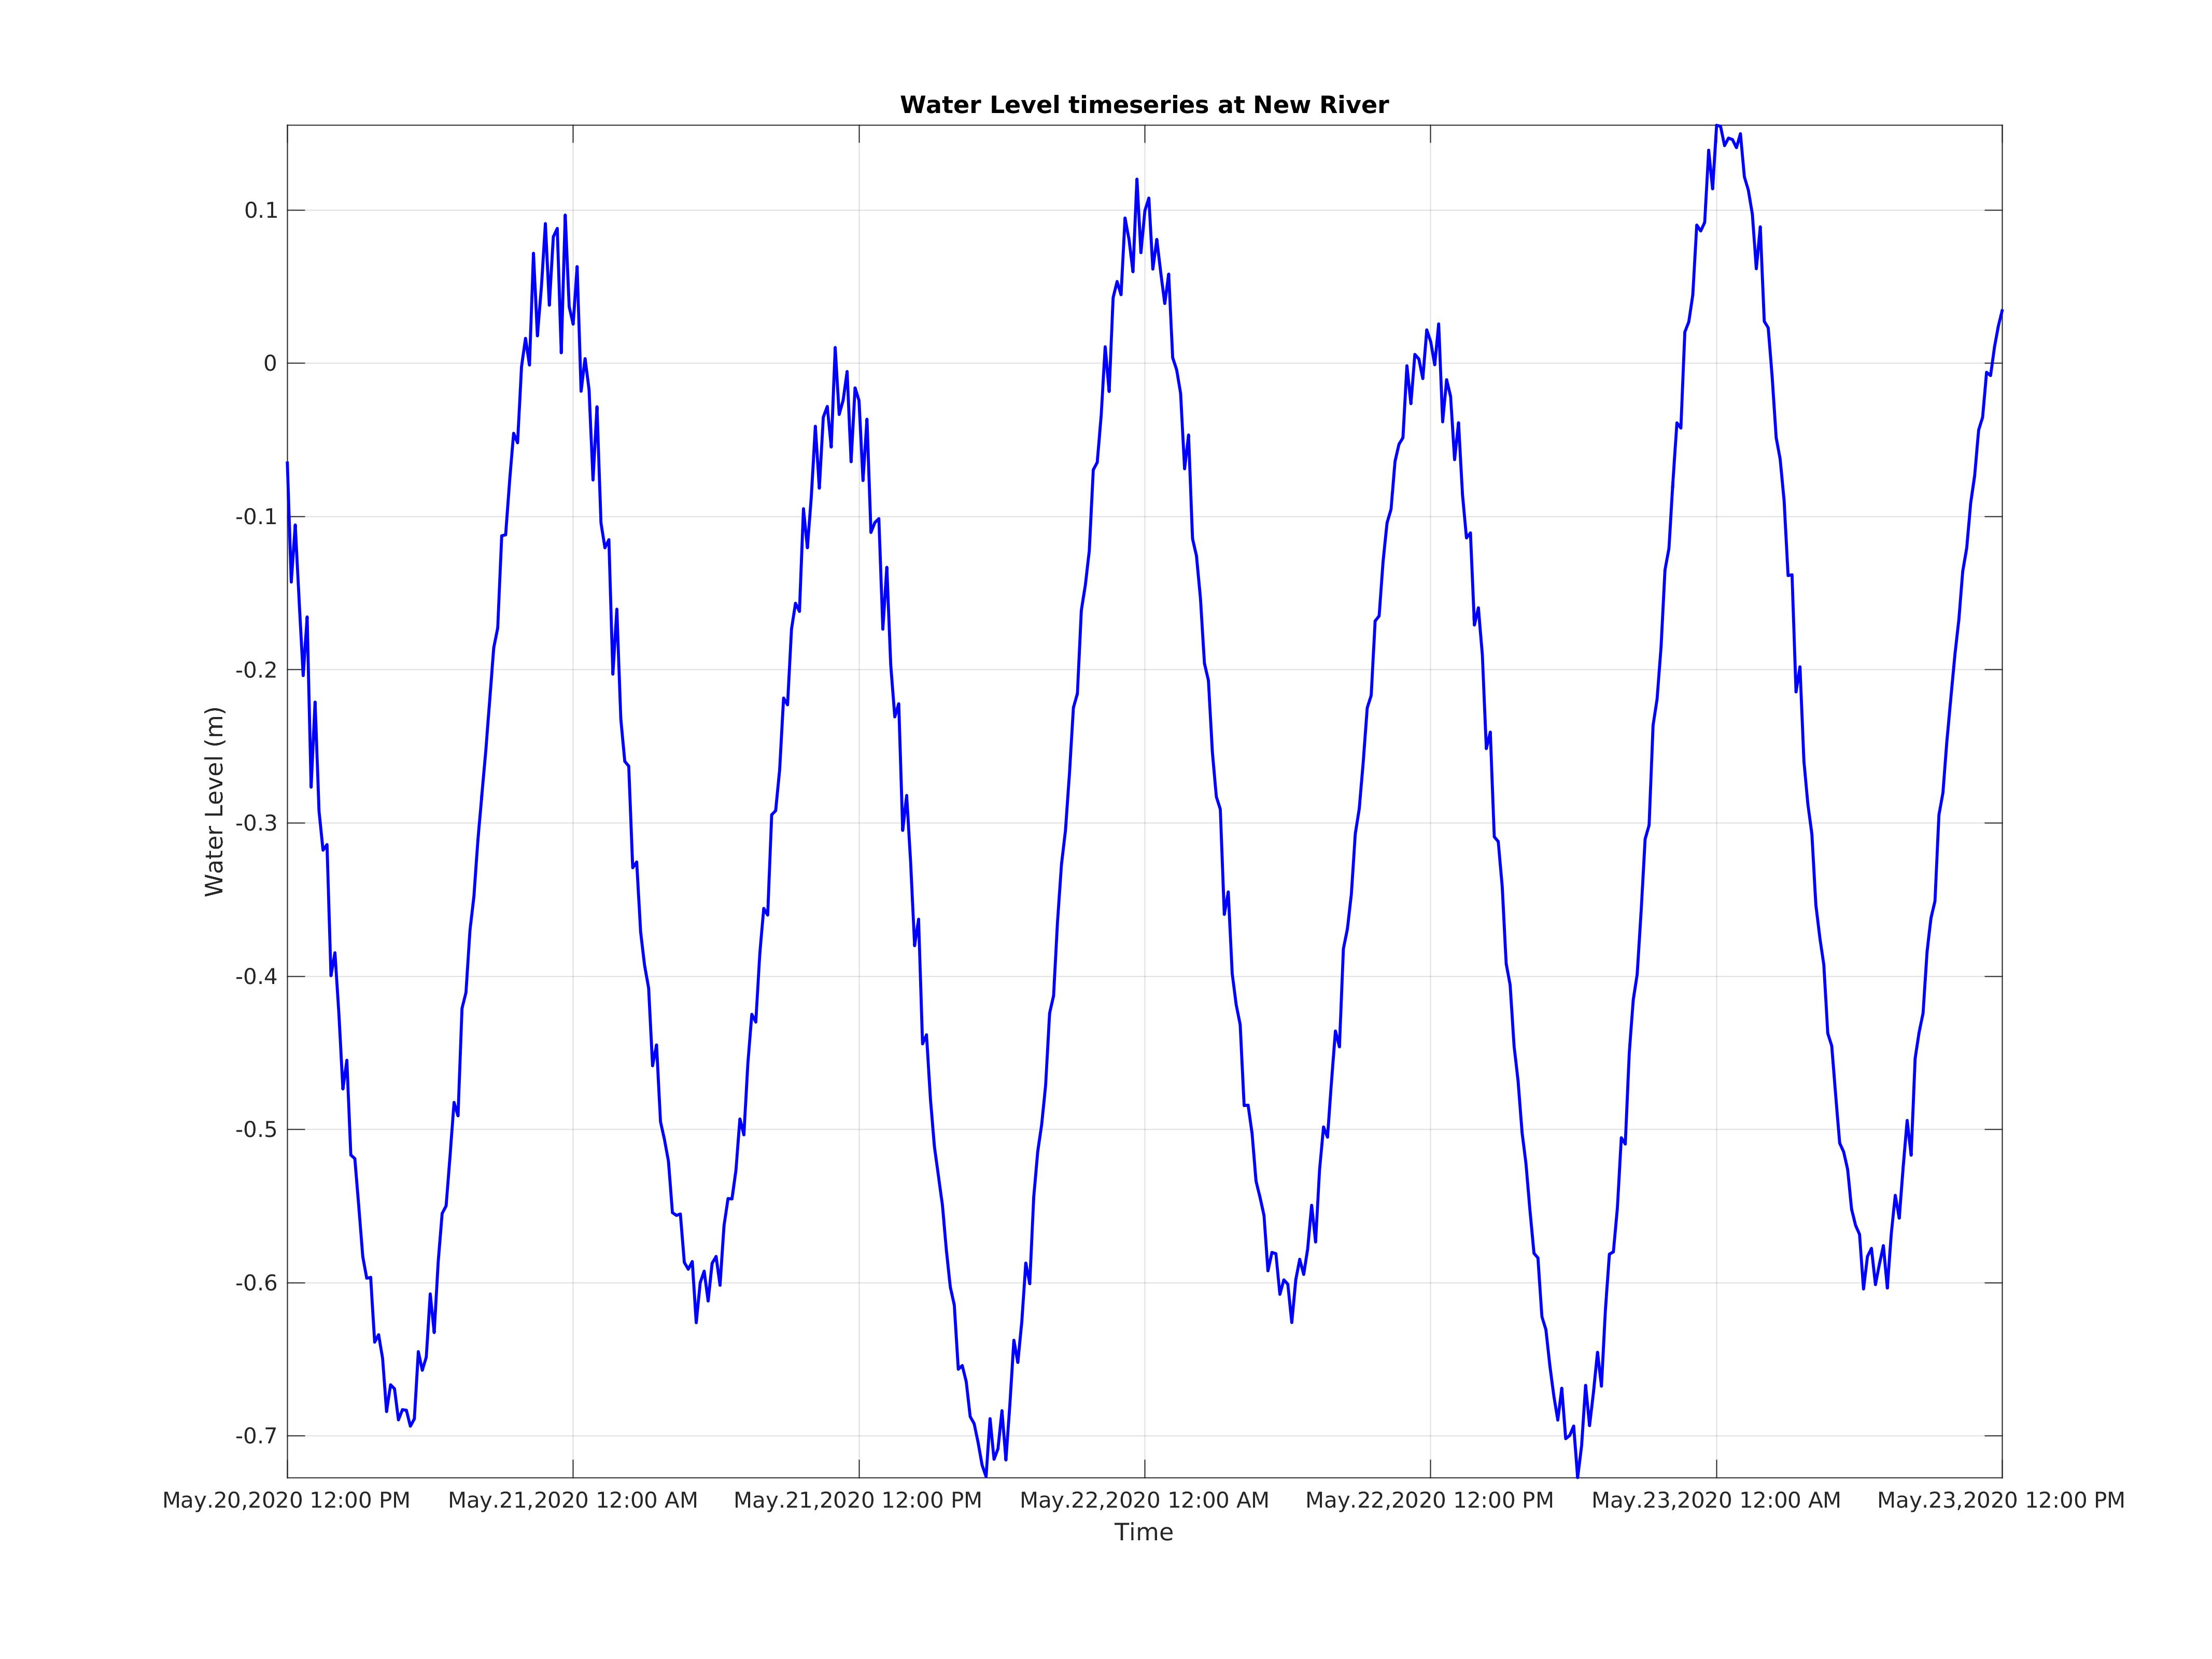 Water Level timeseries at New River
Water Level (m)
0.1
0
-0.1
-0.2
-0.3
-0.4
-0.5
-0.6
-0.7
May.20,2020 12:00 PM
May.21,2020 12:00 AM
May.21,2020 12:00 PM
May.22,2020 12:00 AM
May.22,2020 12:00 PM
May.23,2020 12:00 AM
May.23,2020 12:00 PM
Time